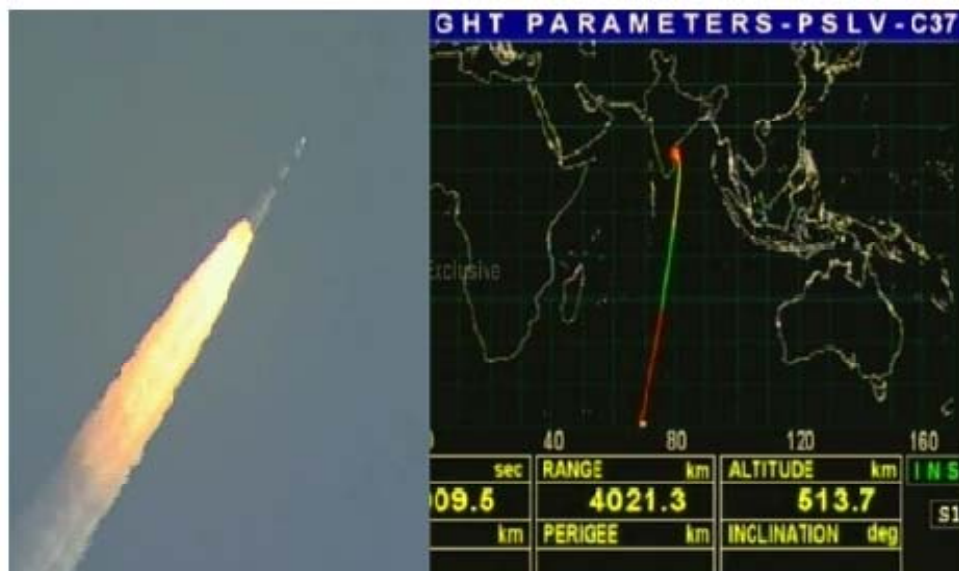 GHT PARAMETERS-PSLV-C37
Exclusive
40 80 120 160
sec RANGE km ALTITUDE km INS
009.5 4021.3 513.7
S1
km PERIGEE km INCLINATION deg